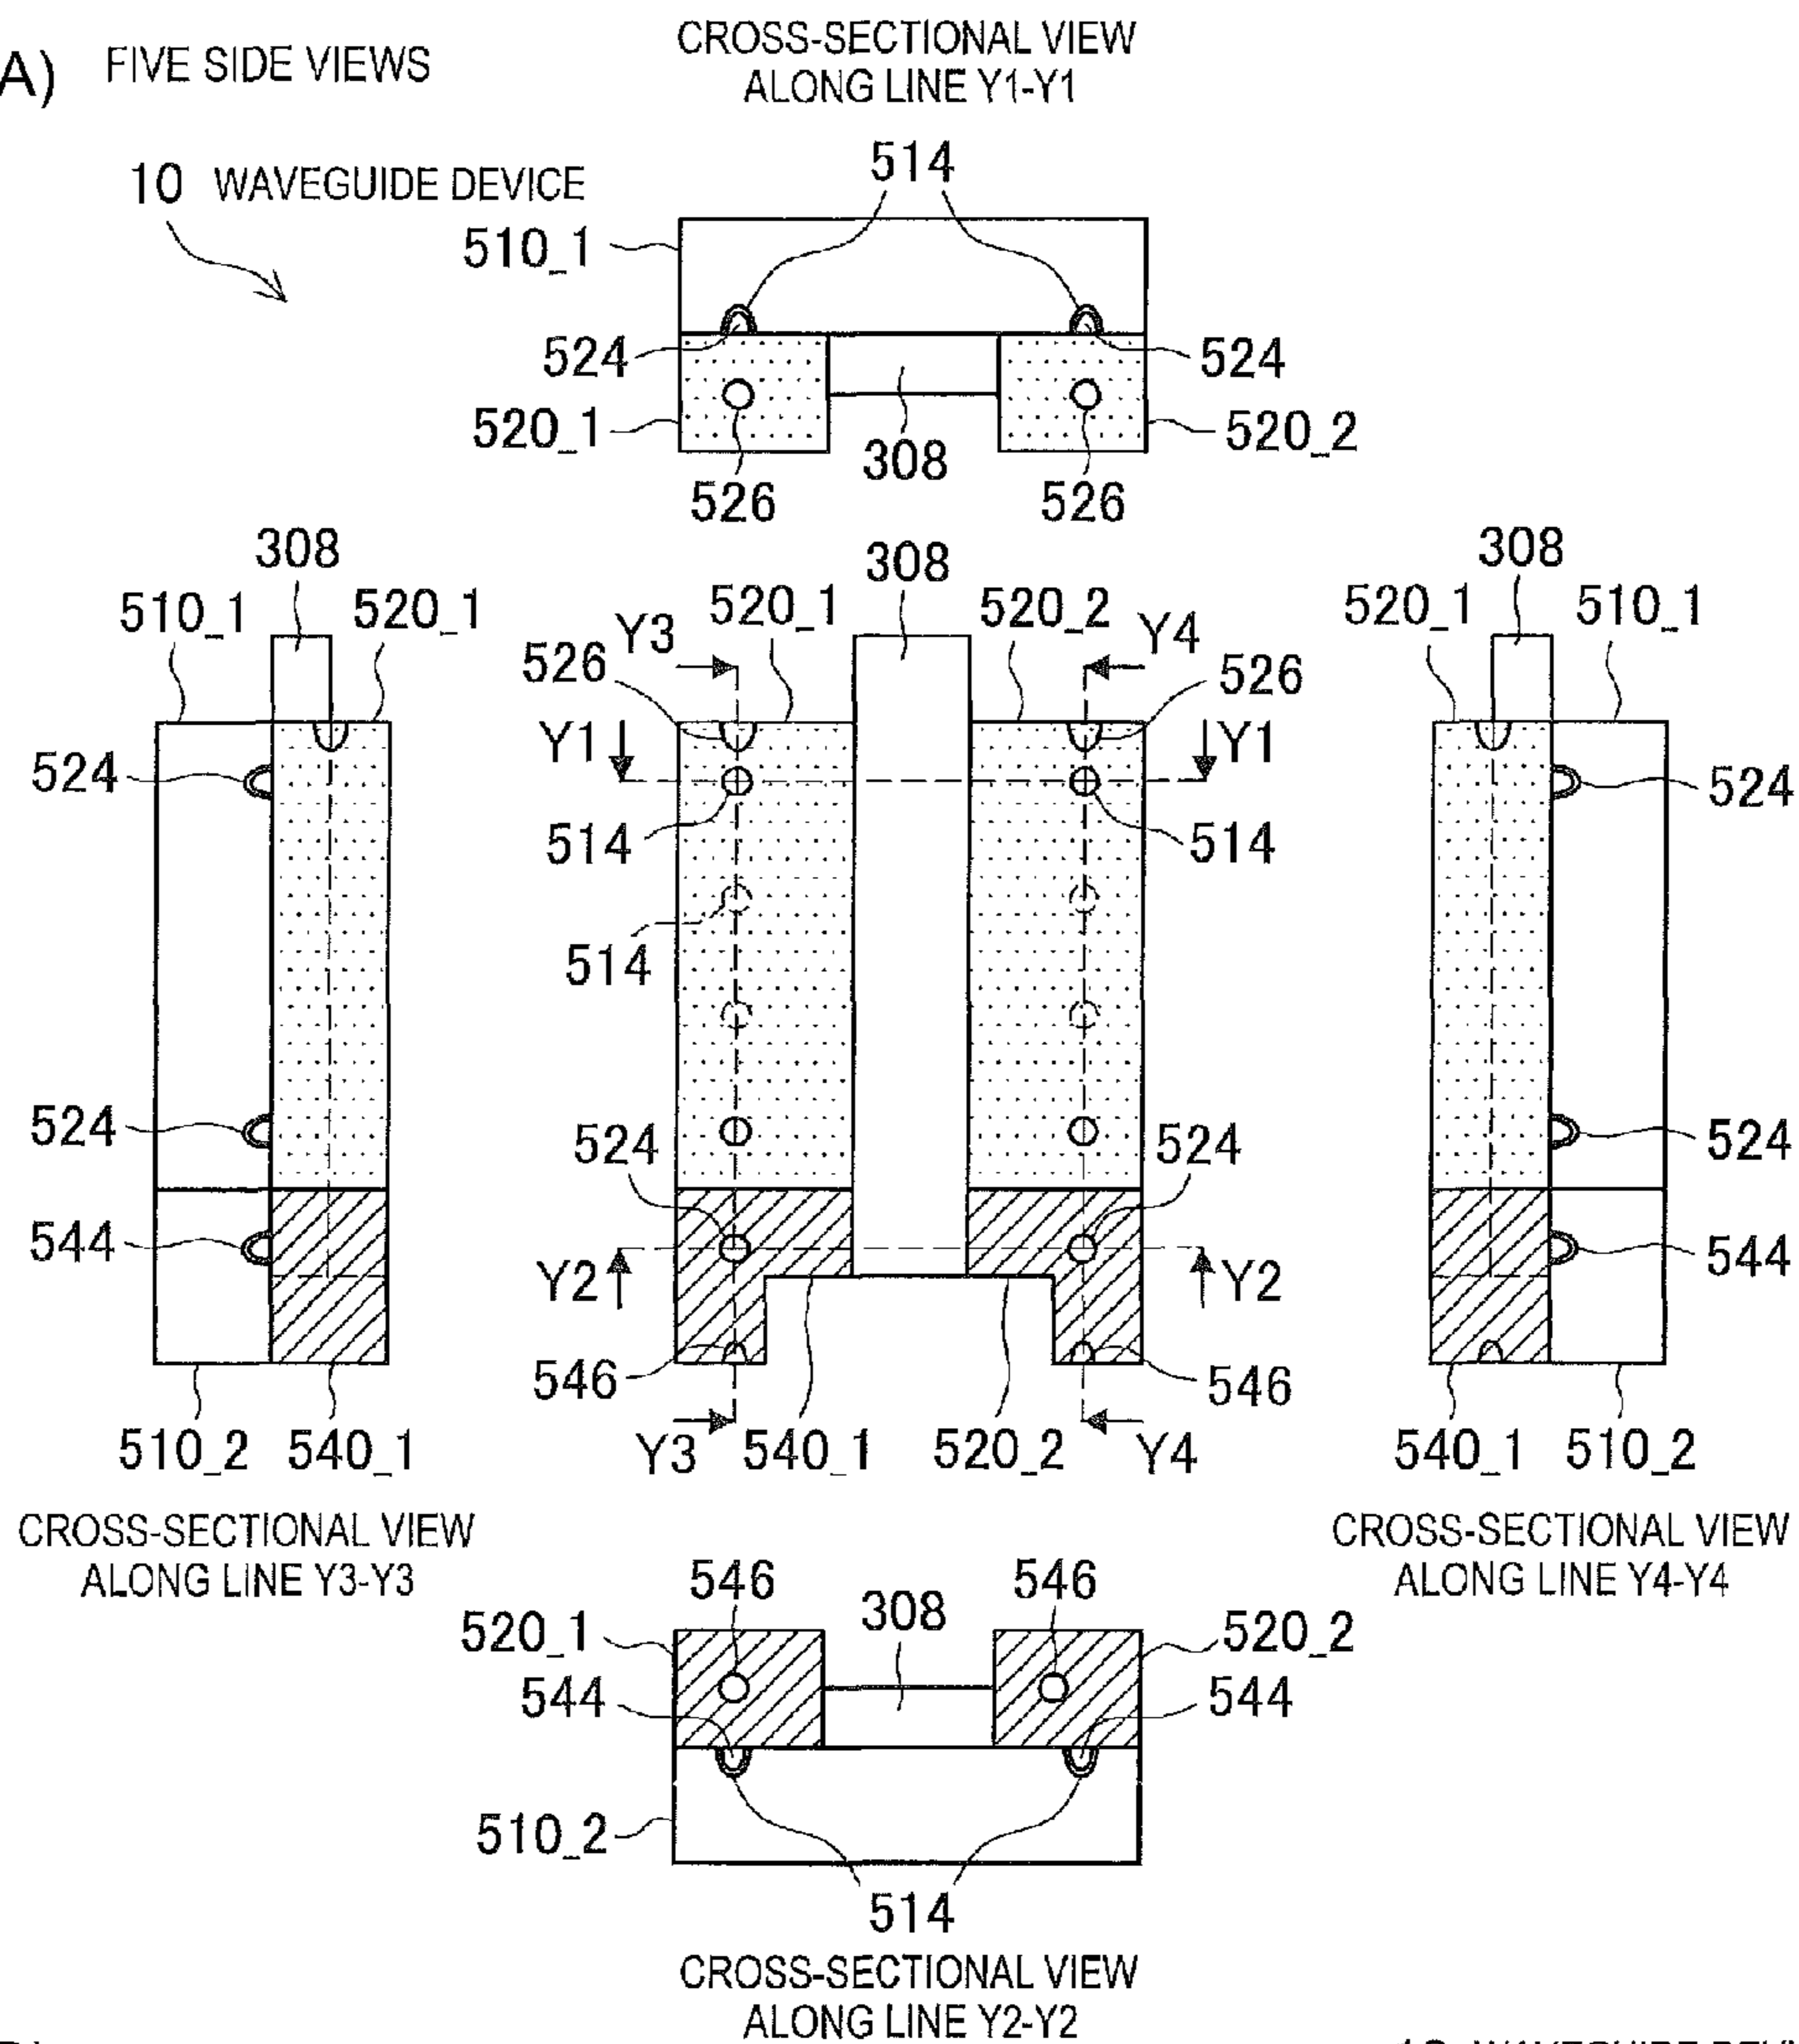 A) FIVE SIDE VIEWS
CROSS-SECTIONAL VIEW
ALONG LINE Y1-Y1
10 WAVEGUIDE DEVICE
514
510_1
524
524
520_1
308
520_2
526
526
308
510_1
520_1
524
524
544
510_2
540_1
CROSS-SECTIONAL VIEW
ALONG LINE Y3-Y3
308
Y3
520_1
520_2
Y4
526
526
Y1
Y1
514
514
514
524
524
Y2
Y2
546
546
Y3
540_1
520_2
Y4
308
520_1
510_1
524
524
544
540_1
510_2
CROSS-SECTIONAL VIEW
ALONG LINE Y4-Y4
546
546
520_1
308
520_2
544
544
510_2
514
CROSS-SECTIONAL VIEW
ALONG LINE Y2-Y2